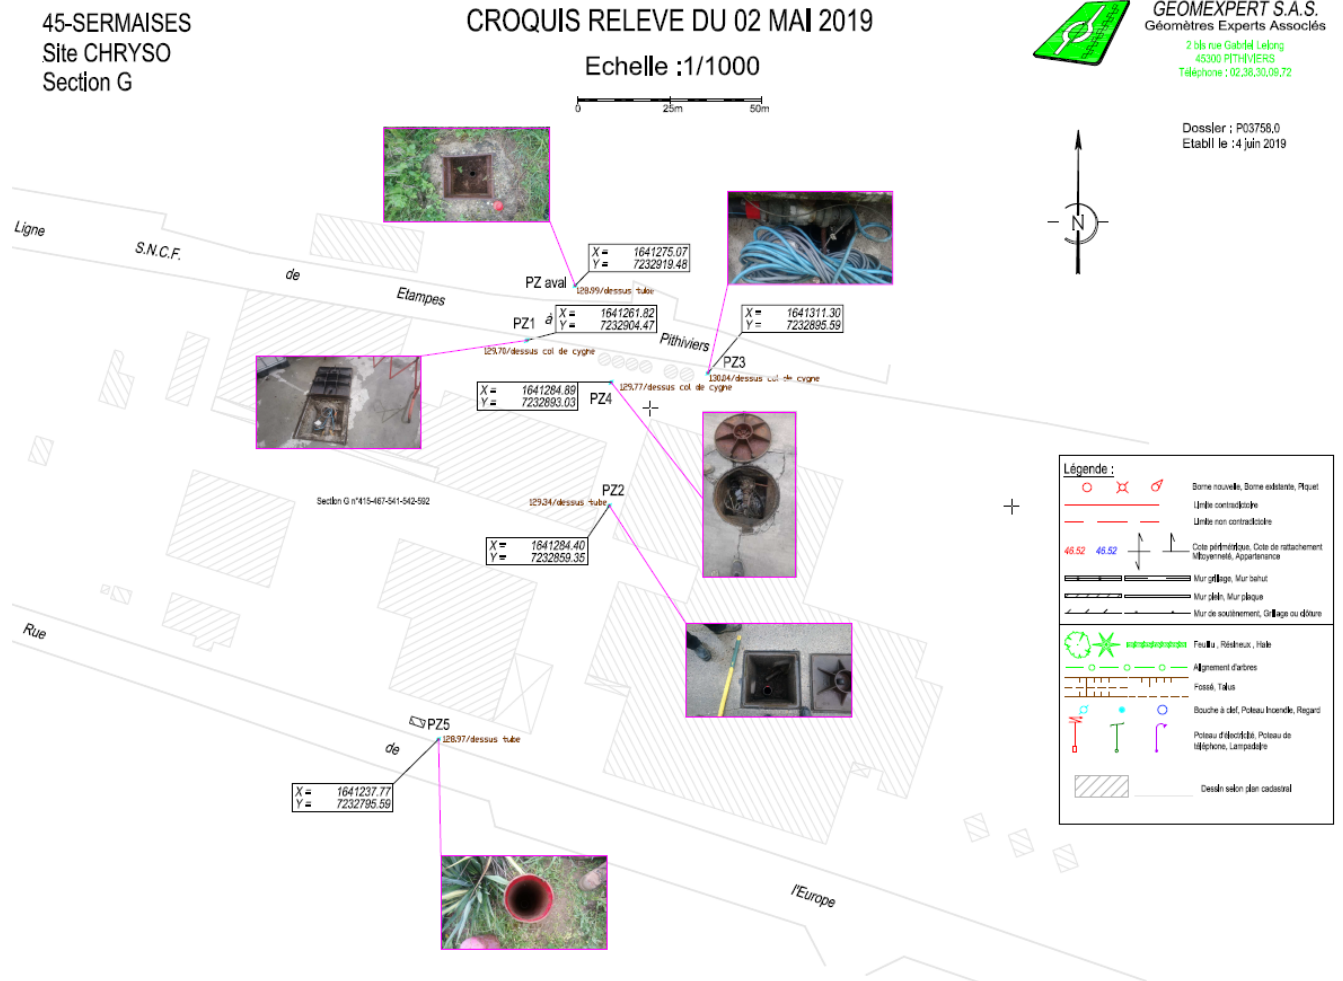 45-SERMAISES
Site CHRYSO
Section G
CROQUIS RELEVE DU 02 MAI 2019
Echelle :1/1000
0 25m 50m
GEOMEXPERT S.A.S.
Géomètres Experts Associés
2 bis rue Gabriel Lelong
45300 PITHIVIERS
Téléphone : 02.38.30.09.72
Dossier : P03758.0
Etabli le :4 juin 2019
N
Ligne S.N.C.F. de Etampes à Pithiviers
X = 1641275.07
Y = 7232919.48
PZ aval
128.99/dessus tube
X = 1641261.82
Y = 7232904.47
PZ1
129.70/dessus col de cygne
X = 1641311.30
Y = 7232895.59
PZ3
130.04/dessus col de cygne
X = 1641284.89
Y = 7232893.03
PZ4
129.77/dessus col de cygne
Section G n°415-467-541-542-592
PZ2
129.34/dessus tube
X = 1641284.40
Y = 7232859.35
Rue de l'Europe
PZ5
128.97/dessus tube
X = 1641237.77
Y = 7232795.59
Légende :
Borne nouvelle, Borne existante, Piquet
Limite contradictoire
Limite non contradictoire
46.52 46.52
Cote périmétrique, Cote de rattachement
Mitoyenneté, Appartenance
Mur grillage, Mur bahut
Mur plein, Mur plaque
Mur de soutènement, Grillage ou clôture
Feuillu , Résineux , Haie
Alignement d'arbres
Fossé, Talus
Bouche à clef, Poteau Incendie, Regard
Poteau d'électricité, Poteau de
téléphone, Lampadaire
Dessin selon plan cadastral